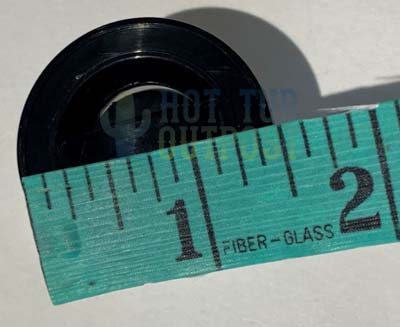 HOT TUB
OUTPOST
1 2
FIBER-GLASS